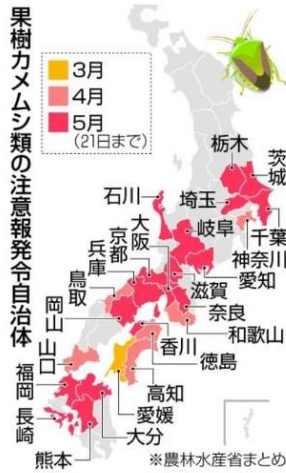 果樹カメムシ類の注意報発令自治体
3月
4月
5月
(21日まで)
栃木
茨城
石川
埼玉
大阪
岐阜
京都
千葉
兵庫
神奈川
愛知
鳥取
滋賀
奈良
岡山
和歌山
香川
山口
徳島
福岡
高知
長崎
愛媛
大分
熊本
※農林水産省まとめ